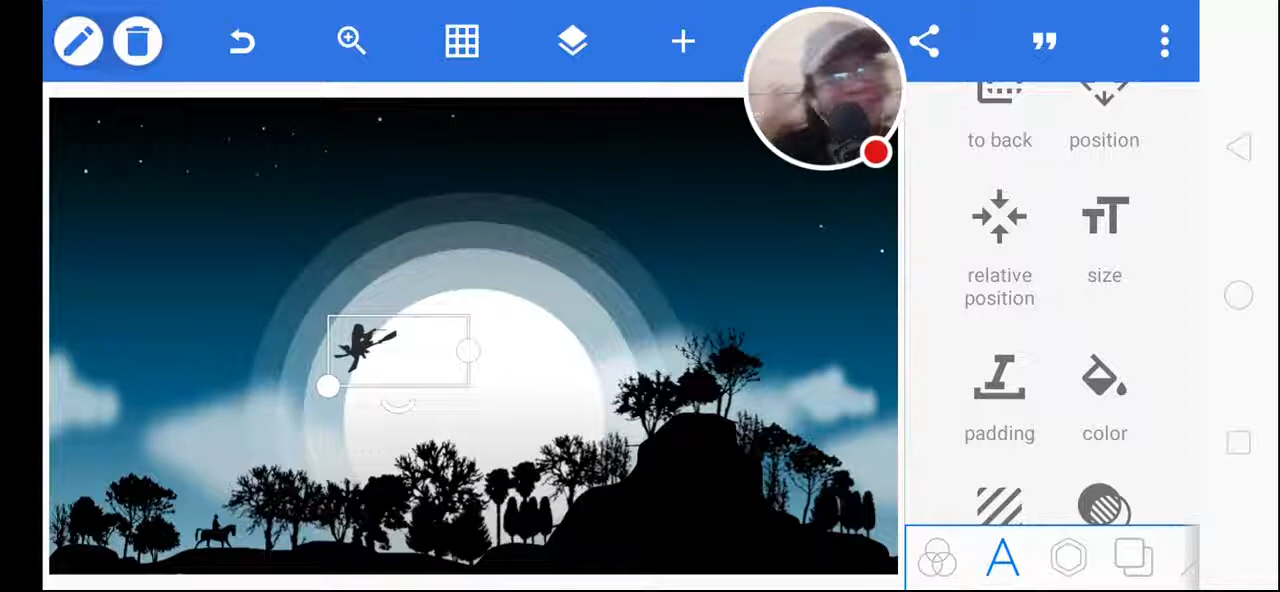 to back
position
relative
position
size
padding
color